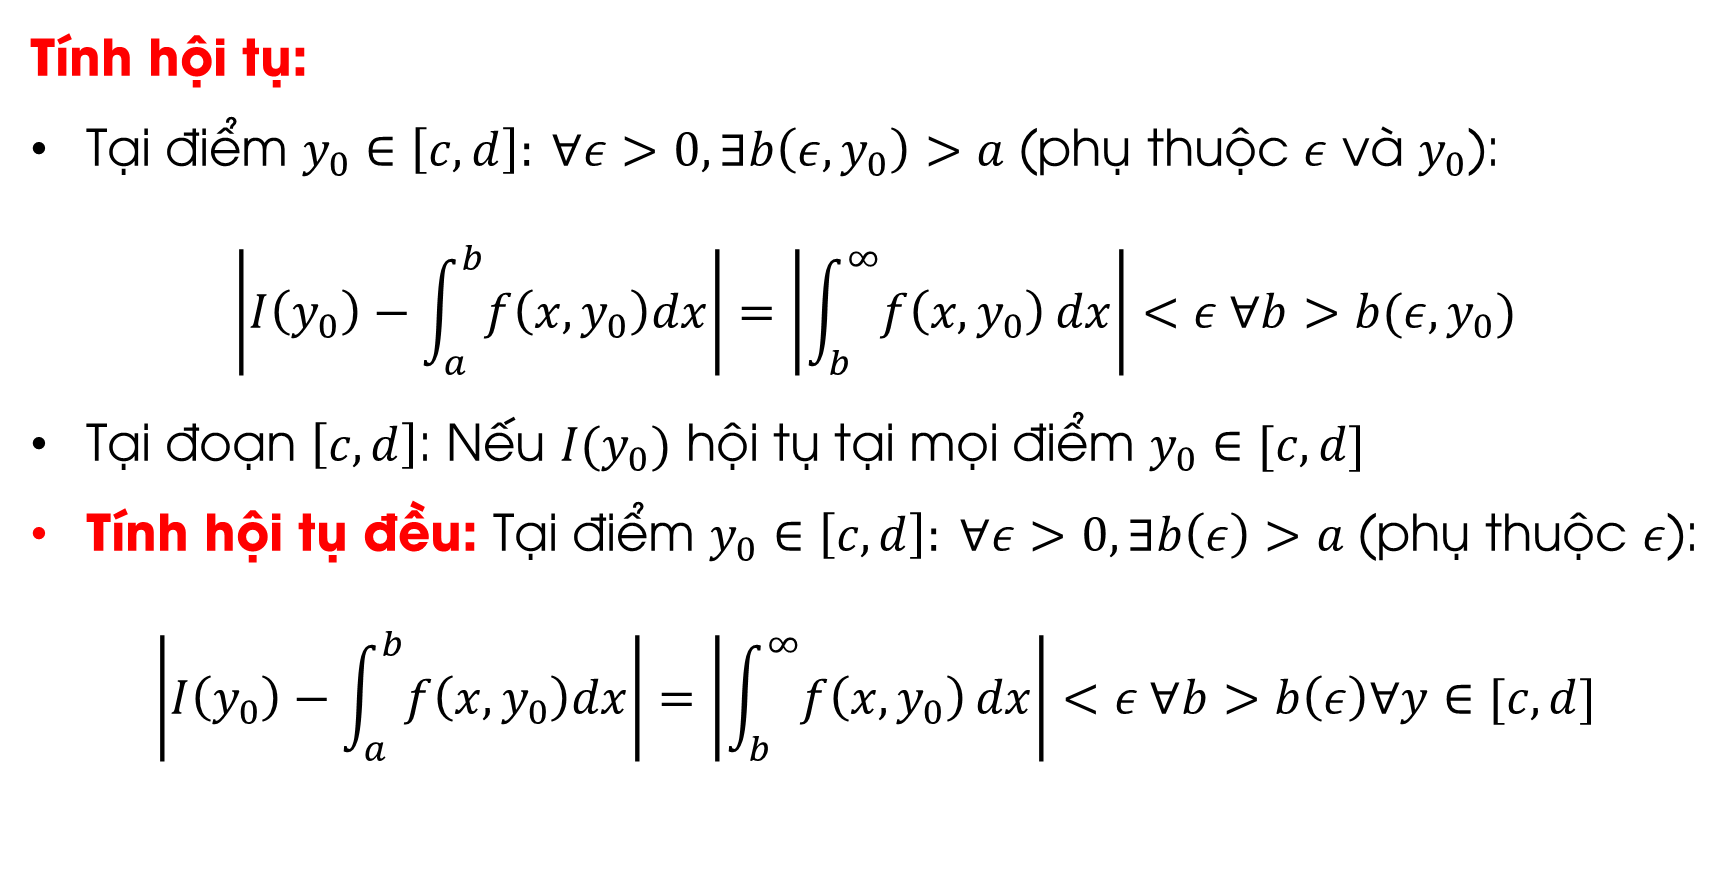 Tính hội tụ:
• Tại điểm y₀ ∈ [c, d]: ∀ϵ > 0, ∃b(ϵ, y₀) > a (phụ thuộc ϵ và y₀):
|I(y₀) − ∫ₐᵇ f(x, y₀)dx| = |∫_b^∞ f(x, y₀) dx| < ϵ ∀b > b(ϵ, y₀)
• Tại đoạn [c, d]: Nếu I(y₀) hội tụ tại mọi điểm y₀ ∈ [c, d]
• Tính hội tụ đều: Tại điểm y₀ ∈ [c, d]: ∀ϵ > 0, ∃b(ϵ) > a (phụ thuộc ϵ):
|I(y₀) − ∫ₐᵇ f(x, y₀)dx| = |∫_b^∞ f(x, y₀) dx| < ϵ ∀b > b(ϵ)∀y ∈ [c, d]